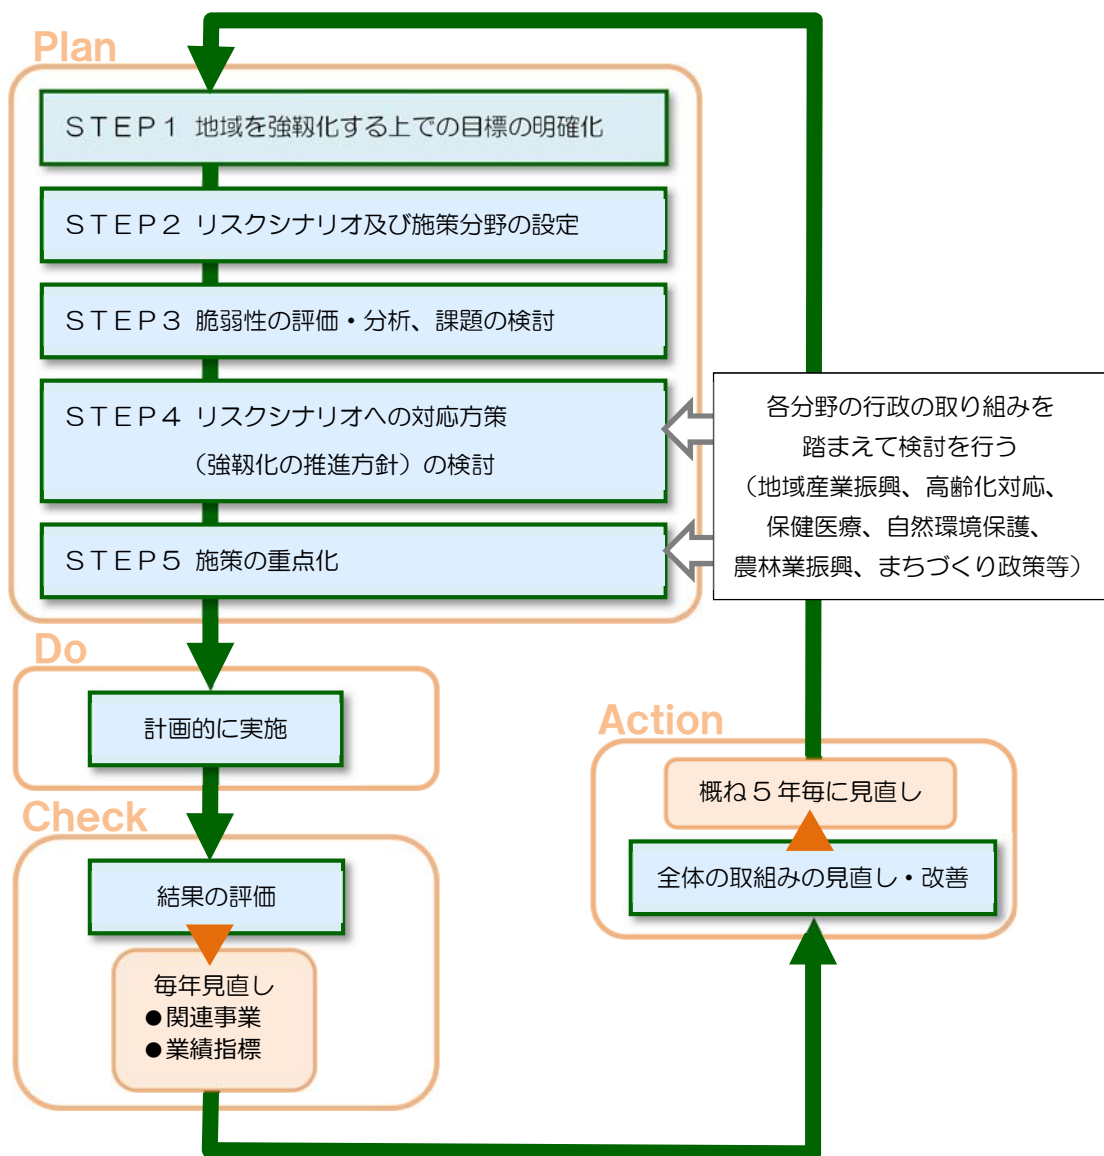 Plan
STEP1 地域を強靱化する上での目標の明確化
STEP2 リスクシナリオ及び施策分野の設定
STEP3 脆弱性の評価・分析、課題の検討
STEP4 リスクシナリオへの対応方策
（強靱化の推進方針）の検討
STEP5 施策の重点化
各分野の行政の取り組みを
踏まえて検討を行う
（地域産業振興、高齢化対応、
保健医療、自然環境保護、
農林業振興、まちづくり政策等）
Do
計画的に実施
Check
結果の評価
毎年見直し
●関連事業
●業績指標
Action
概ね５年毎に見直し
全体の取組みの見直し・改善